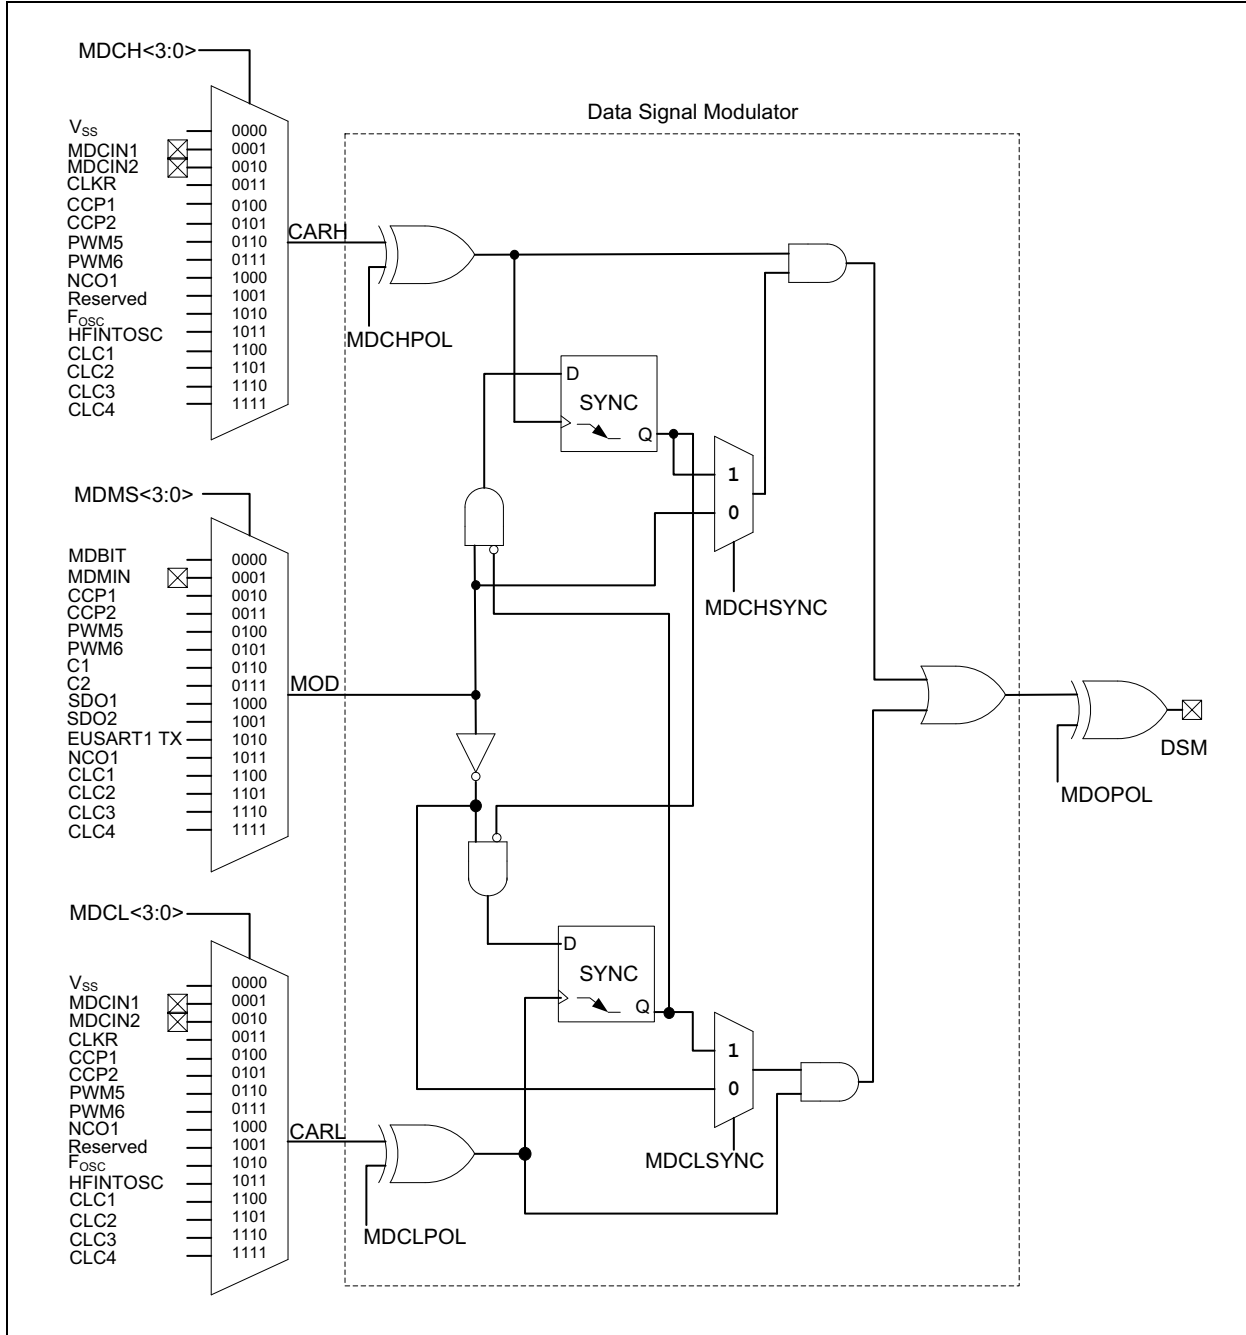 MDCH<3:0>
Data Signal Modulator
VSS 0000
MDCIN1 0001
MDCIN2 0010
CLKR 0011
CCP1 0100
CCP2 0101
PWM5 0110
PWM6 0111
NCO1 1000
Reserved 1001
FOSC 1010
HFINTOSC 1011
CLC1 1100
CLC2 1101
CLC3 1110
CLC4 1111
CARH
MDCHPOL
D
SYNC
Q
1
0
MDCHSYNC
MDMS<3:0>
MDBIT 0000
MDMIN 0001
CCP1 0010
CCP2 0011
PWM5 0100
PWM6 0101
C1 0110
C2 0111
SDO1 1000
SDO2 1001
EUSART1 TX 1010
NCO1 1011
CLC1 1100
CLC2 1101
CLC3 1110
CLC4 1111
MOD
DSM
MDOPOL
MDCL<3:0>
VSS 0000
MDCIN1 0001
MDCIN2 0010
CLKR 0011
CCP1 0100
CCP2 0101
PWM5 0110
PWM6 0111
NCO1 1000
Reserved 1001
FOSC 1010
HFINTOSC 1011
CLC1 1100
CLC2 1101
CLC3 1110
CLC4 1111
CARL
MDCLPOL
D
SYNC
Q
1
0
MDCLSYNC